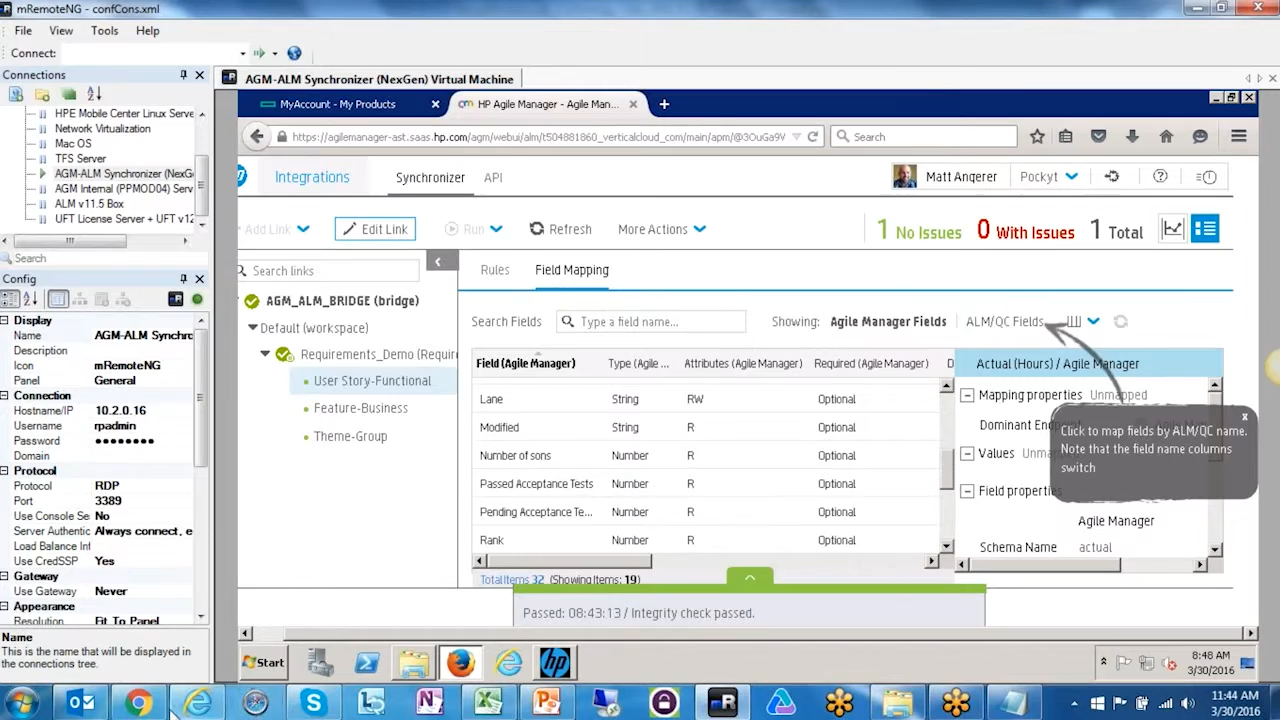 mRemoteNG - confCons.xml
File View Tools Help
Connect:
Connections
HPE Mobile Center Linux Serve
Network Virtualization
Mac OS
TFS Server
AGM-ALM Synchronizer (NexG
AGM Internal (PPMOD04) Serv
ALM v11.5 Box
UFT License Server + UFT v12
Search
Config
Display
Name AGM-ALM Synchr
Description
Icon mRemoteNG
Panel General
Connection
Hostname/IP 10.2.0.16
Username rpadmin
Password ●●●●●●●●
Domain
Protocol
Protocol RDP
Port 3389
Use Console Se No
Server Authentic Always connect, e
Load Balance Inf
Use CredSSP Yes
Gateway
Use Gateway Never
Appearance
Resolution Fit To Panel
Name
This is the name that will be displayed in
the connections tree.
AGM-ALM Synchronizer (NexGen) Virtual Machine
MyAccount - My Products
HP Agile Manager - Agile Man...
https://agilemanager-ast.saas.hp.com/agm/webui/alm/t504881860_verticalcloud_com/main/apm/@3OuGa9V
Search
Integrations Synchronizer API
Matt Angerer Pockyt
Add Link Edit Link Run Refresh More Actions
1 No Issues 0 With Issues 1 Total
Search links
AGM_ALM_BRIDGE (bridge)
Default (workspace)
Requirements_Demo (Requir
User Story-Functional
Feature-Business
Theme-Group
Rules Field Mapping
Search Fields Type a field name...
Showing: Agile Manager Fields ALM/QC Fields
Field (Agile Manager) Type (Agile ... Attributes (Agile Manager) Required (Agile Manager) D
Lane String RW Optional
Modified String R Optional
Number of sons Number R Optional
Passed Acceptance Tests Number R Optional
Pending Acceptance Te... Number R Optional
Rank Number R Optional
Total Items 32 (Showing Items: 19)
Actual (Hours) / Agile Manager
Mapping properties Unmapped
Dominant Endp
Values Unm
Field properties
Agile Manager
Schema Name actual
Click to map fields by ALM/QC name.
Note that the field name columns
switch
x
Passed: 08:43:13 / Integrity check passed.
Start
8:48 AM
3/30/2016
11:44 AM
3/30/2016